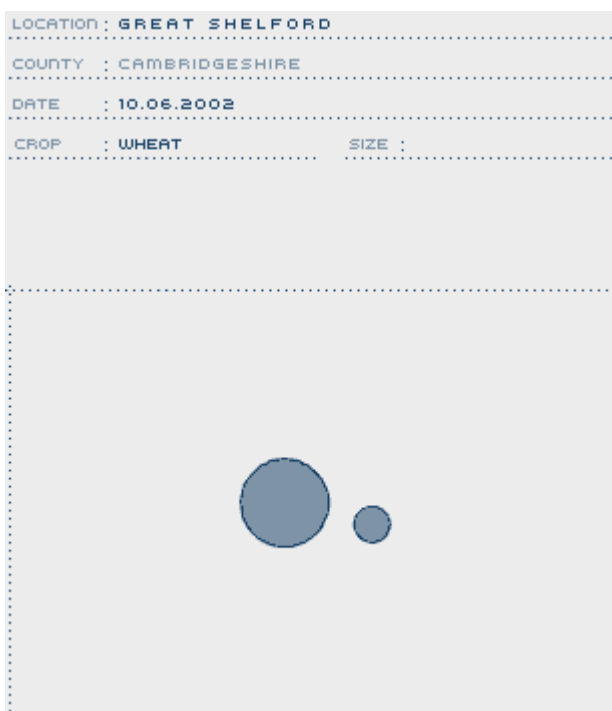 LOCATION : GREAT SHELFORD
COUNTY : CAMBRIDGESHIRE
DATE : 10.06.2002
CROP : WHEAT SIZE :